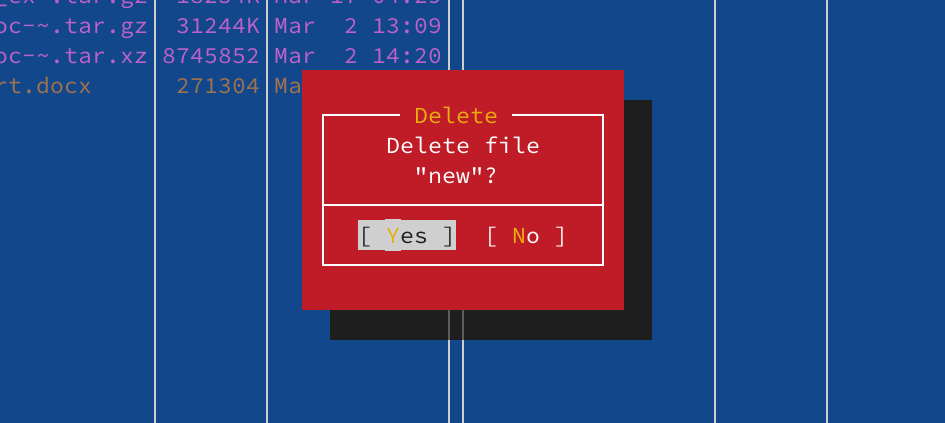 oc-~.tar.gz 31244K Mar 2 13:09
oc-~.tar.xz 8745852 Mar 2 14:20
rt.docx 271304 Ma
Delete
Delete file
"new"?
[ Yes ] [ No ]